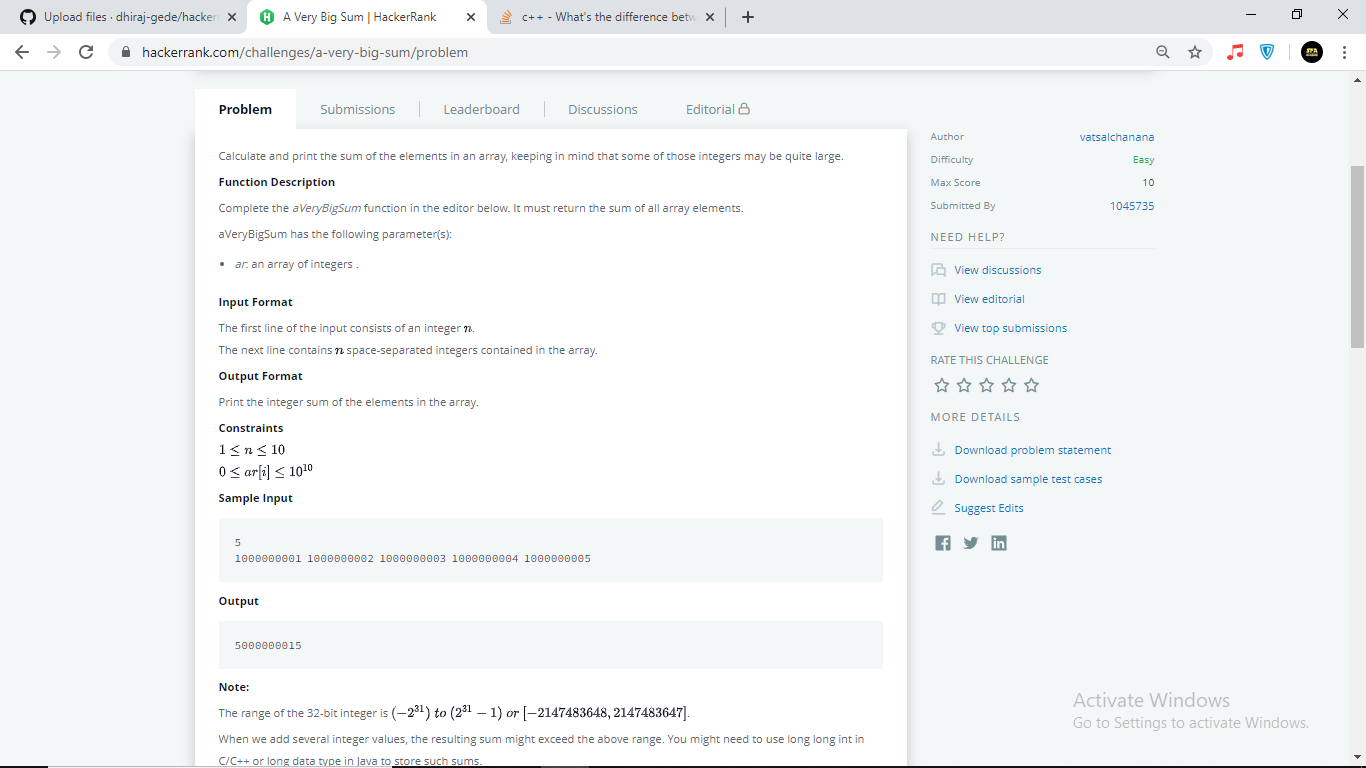 Upload files · dhiraj-gede/hacker
A Very Big Sum | HackerRank
c++ - What's the difference betw
hackerrank.com/challenges/a-very-big-sum/problem
Problem
Submissions
Leaderboard
Discussions
Editorial
Calculate and print the sum of the elements in an array, keeping in mind that some of those integers may be quite large.
Function Description
Complete the aVeryBigSum function in the editor below. It must return the sum of all array elements.
aVeryBigSum has the following parameter(s):
• ar: an array of integers .
Input Format
The first line of the input consists of an integer n.
The next line contains n space-separated integers contained in the array.
Output Format
Print the integer sum of the elements in the array.
Constraints
1 ≤ n ≤ 10
0 ≤ ar[i] ≤ 10¹⁰
Sample Input
5
1000000001 1000000002 1000000003 1000000004 1000000005
Output
5000000015
Note:
The range of the 32-bit integer is (−2³¹) to (2³¹ − 1) or [−2147483648, 2147483647].
When we add several integer values, the resulting sum might exceed the above range. You might need to use long long int in
C/C++ or long data type in Java to store such sums.
Author vatsalchanana
Difficulty Easy
Max Score 10
Submitted By 1045735
NEED HELP?
View discussions
View editorial
View top submissions
RATE THIS CHALLENGE
MORE DETAILS
Download problem statement
Download sample test cases
Suggest Edits
Activate Windows
Go to Settings to activate Windows.